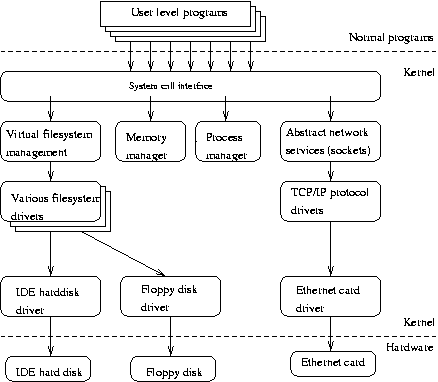 User level programs
Normal programs
Kernel
System call interface
Virtual filesystem
management
Memory
manager
Process
manager
Abstract network
services (sockets)
Various filesystem
drivers
TCP/IP protocol
drivers
IDE harddisk
driver
Floppy disk
driver
Ethernet card
driver
Kernel
Hardware
IDE hard disk
Floppy disk
Ethernet card